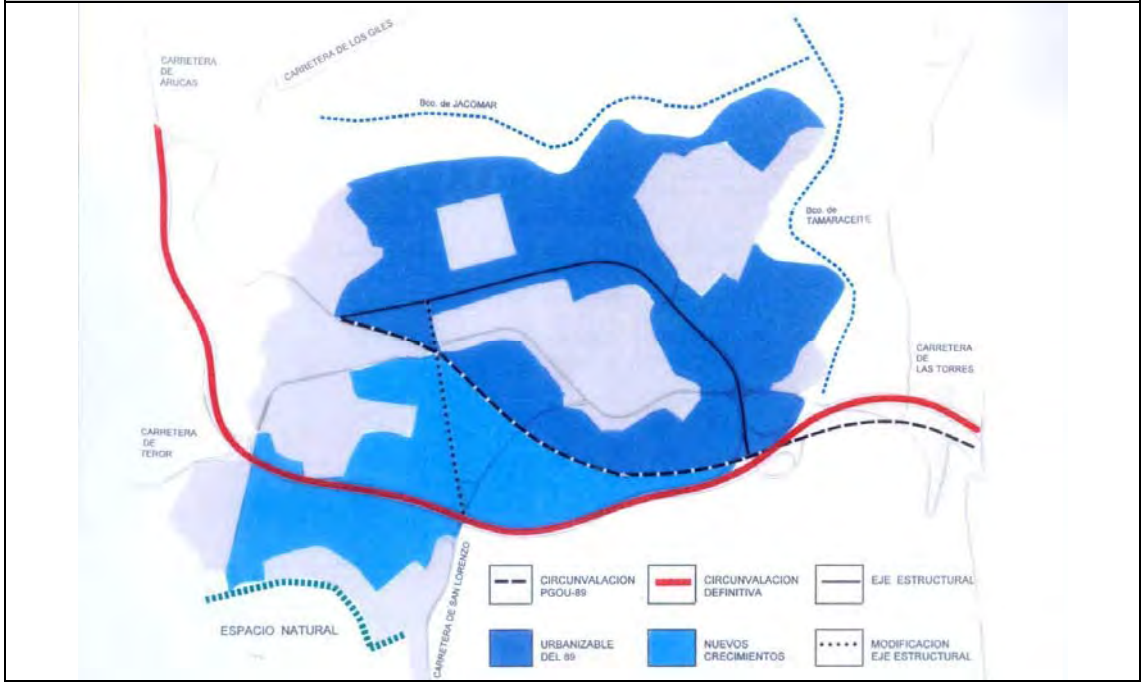 CARRETERA DE LOS GILES
CARRETERA
DE
ARUCAS
Bco. de JACOMAR
Bco. de
TAMARACEITE
CARRETERA
DE
LAS TORRES
CARRETERA
DE
TEROR
CARRETERA DE SAN LORENZO
ESPACIO NATURAL
CIRCUNVALACION
PGOU-89
CIRCUNVALACION
DEFINITIVA
EJE ESTRUCTURAL
URBANIZABLE
DEL 89
NUEVOS
CRECIMIENTOS
MODIFICACION
EJE ESTRUCTURAL